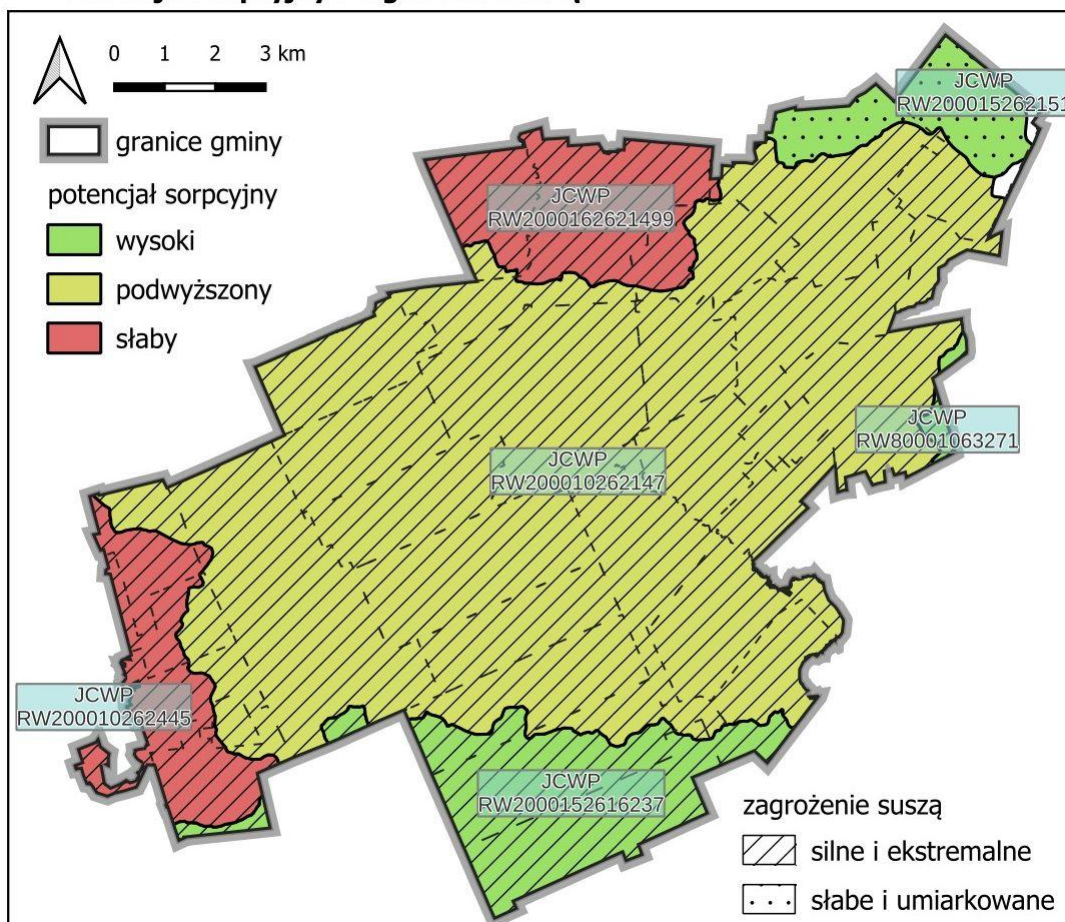 0 1 2 3 km
granice gminy
potencjał sorpcyjny
wysoki
podwyższony
słaby
JCWP
RW200015262151
JCWP
RW2000162621499
JCWP
RW80001063271
JCWP
RW200010262147
JCWP
RW200010262445
JCWP
RW2000152616237
zagrożenie suszą
silne i ekstremalne
słabe i umiarkowane